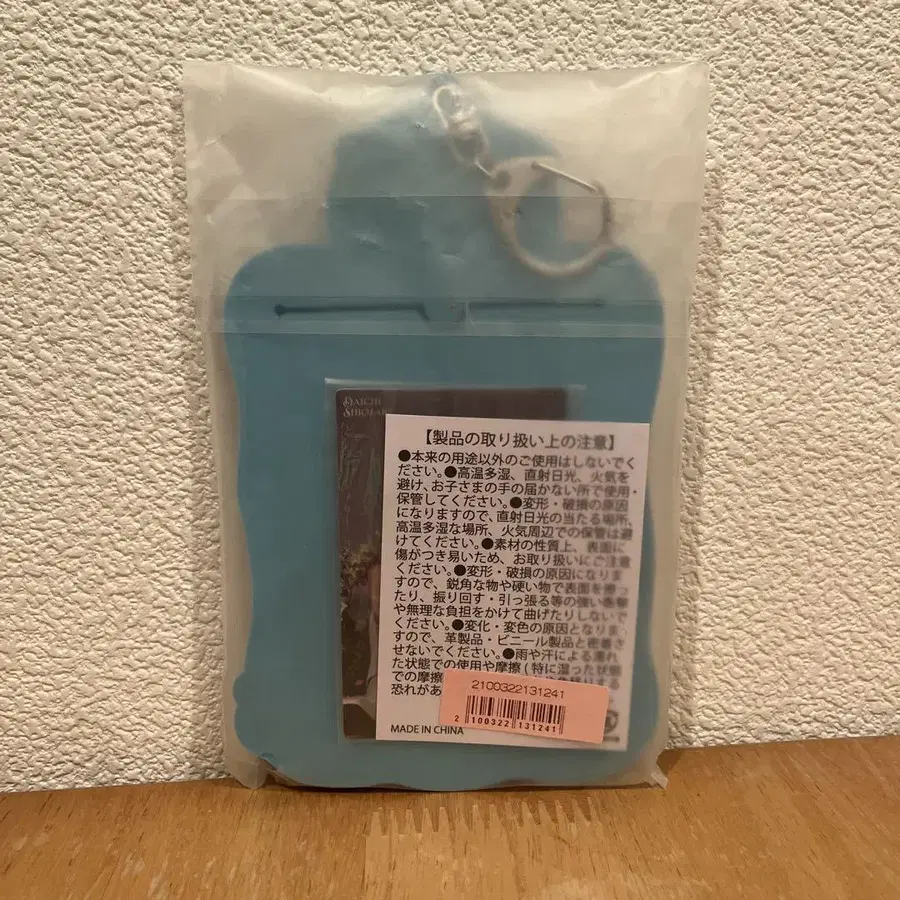 DAICHI
【製品の取り扱い上の注意】
●本来の用途以外のご使用はしないでく
ださい。●高温多湿、直射日光、火気を
避け、お子さまの手の届かない所で使用・
保管してください。●変形・破損の原因
になりますので、直射日光の当たる場所、
高温多湿な場所、火気周辺での保管は避
けてください。●素材の性質上、表面に
傷がつき易いため、お取り扱いにご注意
ください。●変形・破損の原因になりま
すので、鋭角な物や硬い物で表面を擦っ
たり、振り回す・引っ張る等の強い衝撃
や無理な負担をかけて曲げたりしないで
ください。●変化・変色の原因となりま
すので、革製品・ビニール製品と密着さ
せないでください。●雨や汗による濡れ
た状態での使用や摩擦(特に湿った状態
での摩擦
恐れがあ
2100322131241
2 100322 131241
MADE IN CHINA